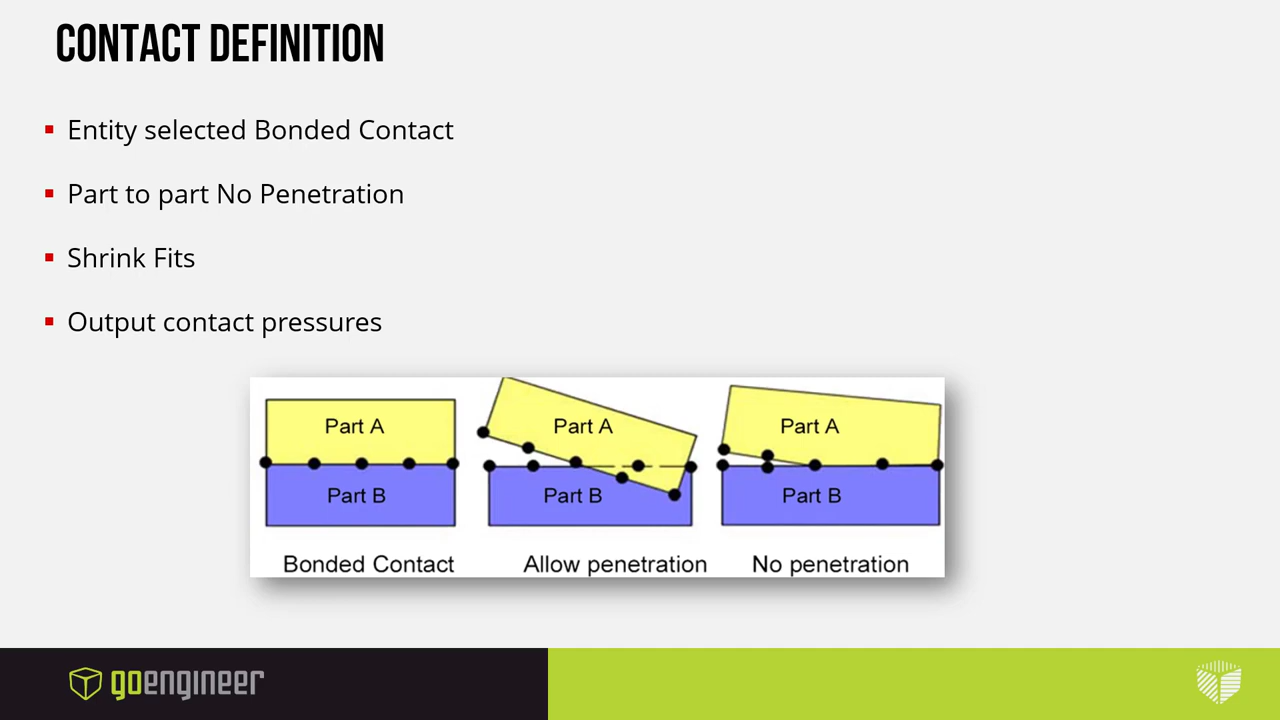 CONTACT DEFINITION
Entity selected Bonded Contact
Part to part No Penetration
Shrink Fits
Output contact pressures
Part A
Part B
Bonded Contact
Part A
Part B
Allow penetration
Part A
Part B
No penetration
goengineer